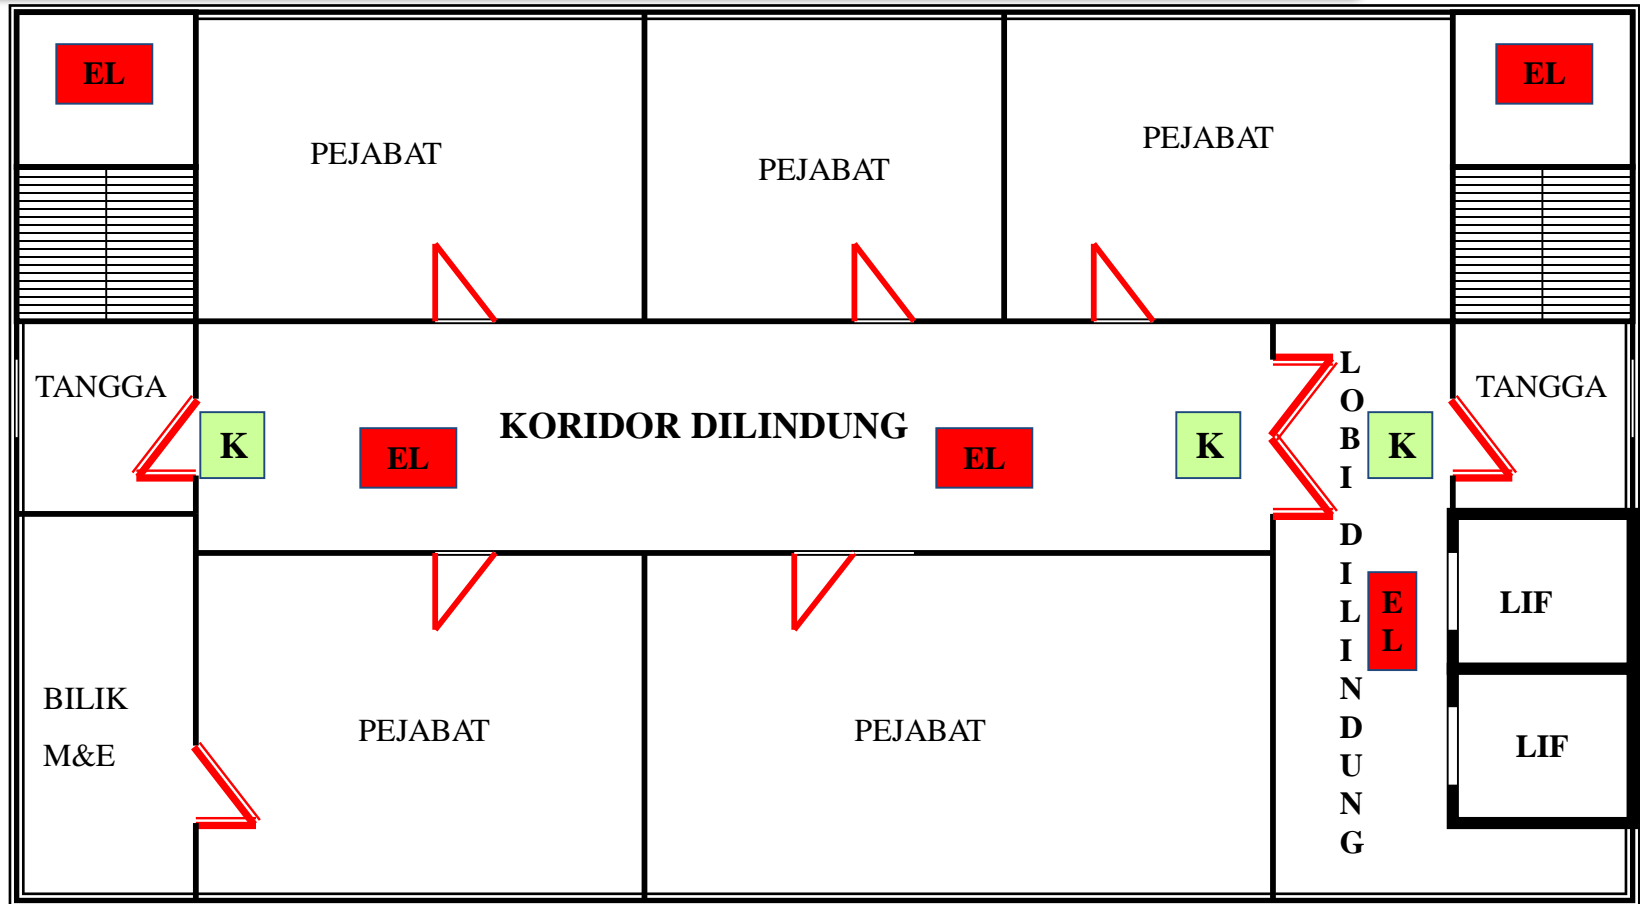 EL
EL
PEJABAT
PEJABAT
PEJABAT
TANGGA
K
EL
KORIDOR DILINDUNG
EL
K
L
O
B
I
D
I
L
I
N
D
U
N
G
K
TANGGA
E
L
LIF
LIF
BILIK
M&E
PEJABAT
PEJABAT